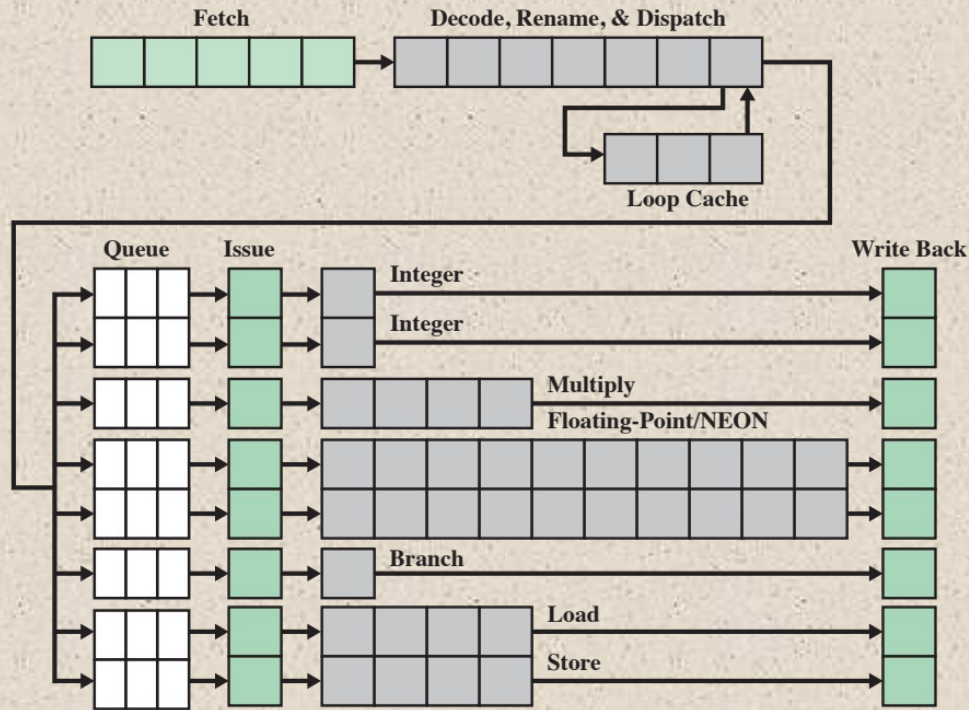 Fetch
Decode, Rename, & Dispatch
Loop Cache
Queue
Issue
Write Back
Integer
Integer
Multiply
Floating-Point/NEON
Branch
Load
Store